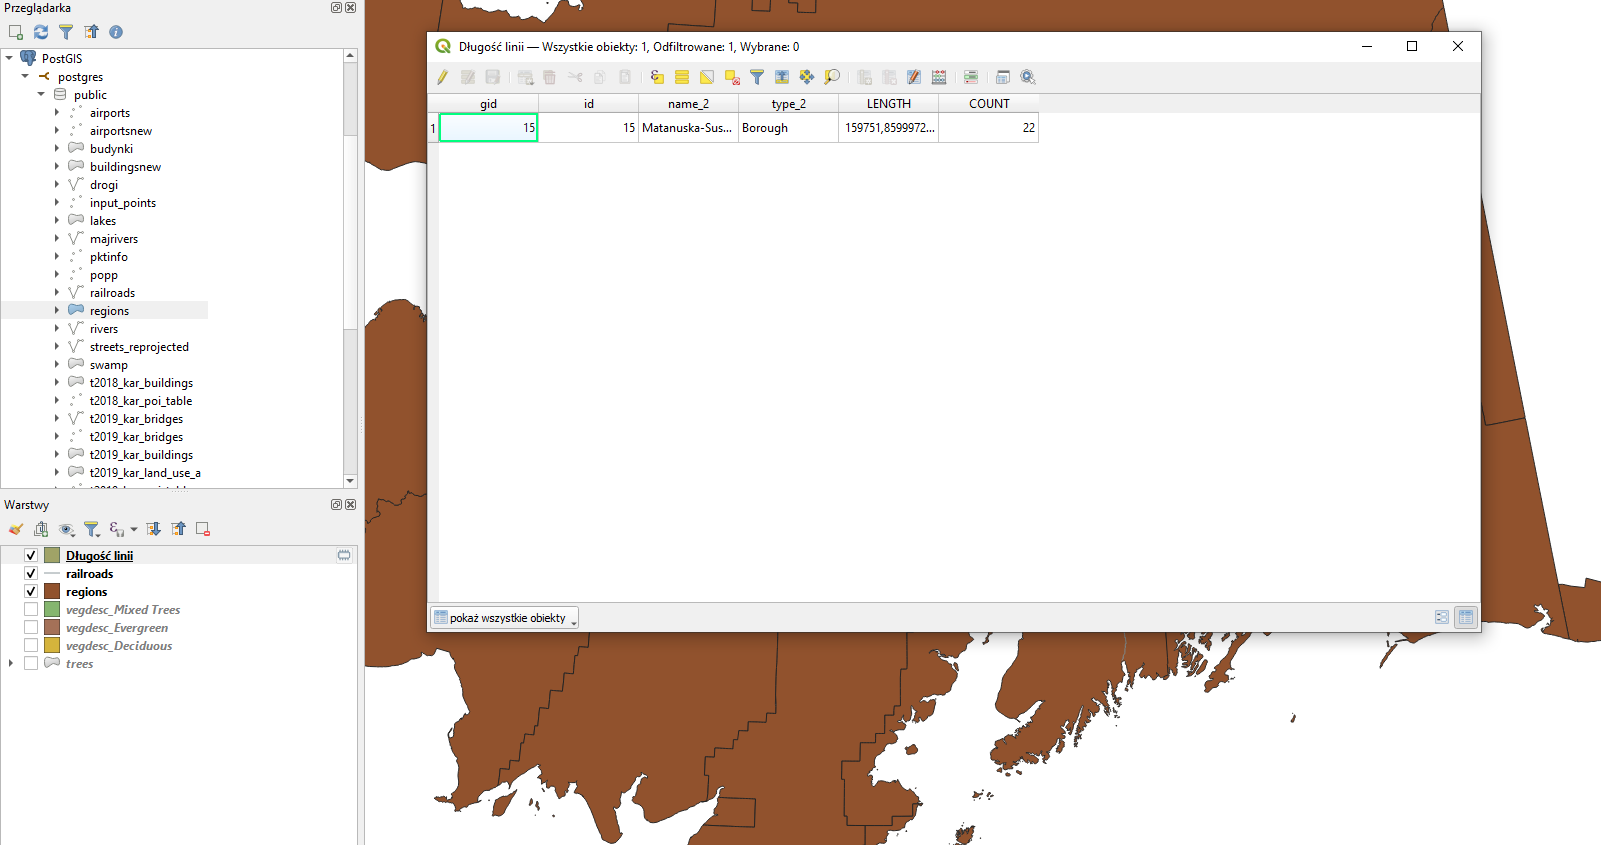 Przeglądarka
PostGIS
postgres
public
airports
airportsnew
budynki
buildingsnew
drogi
input_points
lakes
majrivers
pktinfo
popp
railroads
regions
rivers
streets_reprojected
swamp
t2018_kar_buildings
t2018_kar_poi_table
t2019_kar_bridges
t2019_kar_bridges
t2019_kar_buildings
t2019_kar_land_use_a
Warstwy
Długość linii
railroads
regions
vegdesc_Mixed Trees
vegdesc_Evergreen
vegdesc_Deciduous
trees
Długość linii — Wszystkie obiekty: 1, Odfiltrowane: 1, Wybrane: 0
gid id name_2 type_2 LENGTH COUNT
1 15 15 Matanuska-Sus... Borough 159751,8599972... 22
pokaż wszystkie obiekty